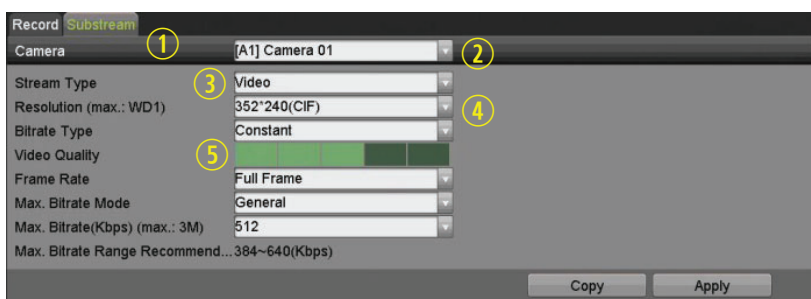 Record Substream
Camera ① [A1] Camera 01 ②
Stream Type ③ Video
Resolution (max.: WD1) 352*240(CIF) ④
Bitrate Type Constant
Video Quality ⑤
Frame Rate Full Frame
Max. Bitrate Mode General
Max. Bitrate(Kbps) (max.: 3M) 512
Max. Bitrate Range Recommend... 384~640(Kbps)
Copy Apply